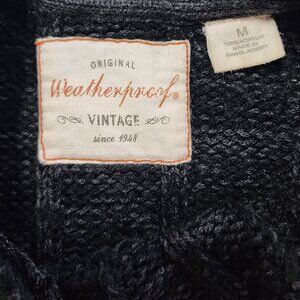 ORIGINAL
Weatherproof®
VINTAGE
since 1948
M
100% ACRYLIC
MADE IN
BANGLADESH